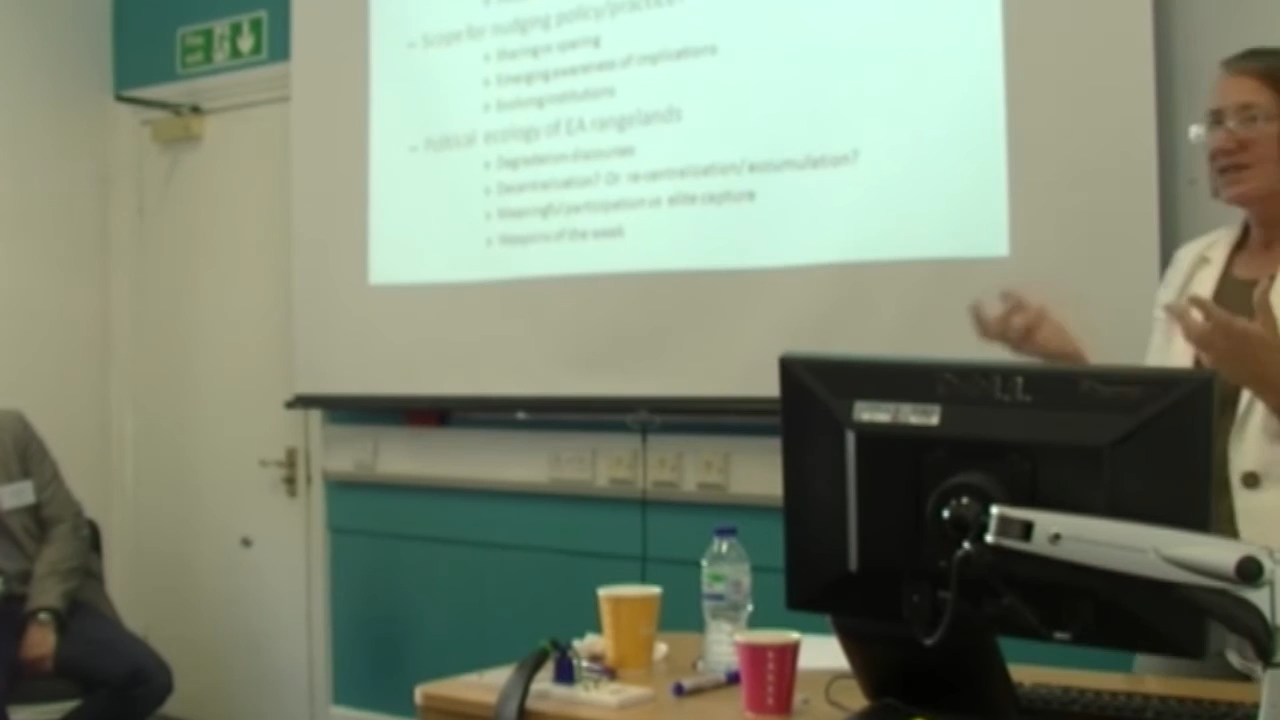 - Scope for nudging policy/practice?
• Sharing vs sparing
• Emerging awareness of implications
• Evolving institutions
- Political ecology of EA rangelands
• Degradation discourses
• Decentralisation? Or re-centralization/accumulation?
• Meaningful participation vs elite capture
• Weapons of the weak
DELL